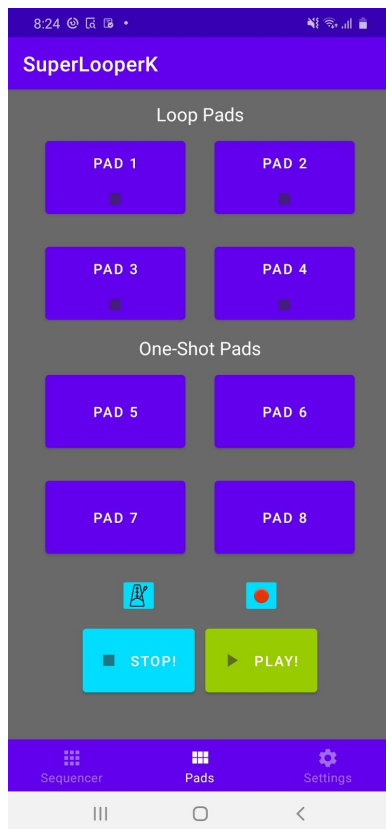 8:24
SuperLooperK
Loop Pads
PAD 1 PAD 2
PAD 3 PAD 4
One-Shot Pads
PAD 5 PAD 6
PAD 7 PAD 8
STOP! PLAY!
Sequencer Pads Settings